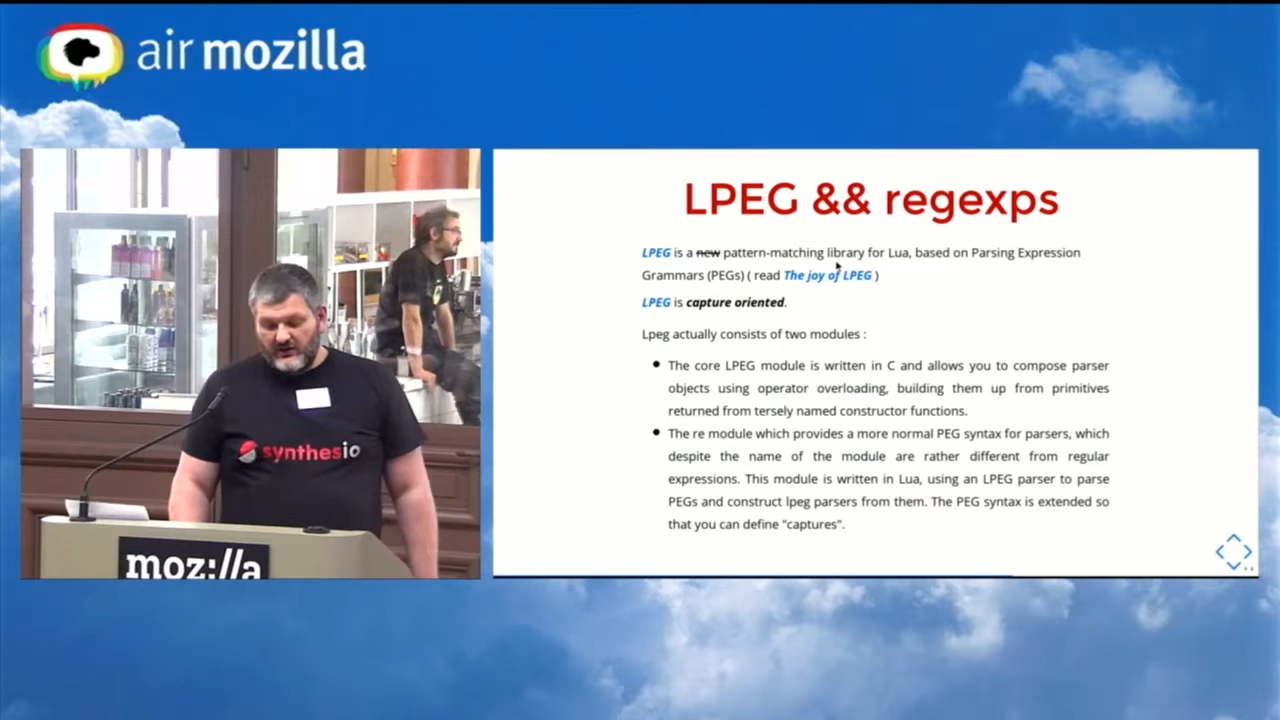 air mozilla
synthesio
moz://a
LPEG && regexps
LPEG is a new pattern-matching library for Lua, based on Parsing Expression
Grammars (PEGs) ( read The joy of LPEG )
LPEG is capture oriented.
Lpeg actually consists of two modules :
The core LPEG module is written in C and allows you to compose parser
objects using operator overloading, building them up from primitives
returned from tersely named constructor functions.
The re module which provides a more normal PEG syntax for parsers, which
despite the name of the module are rather different from regular
expressions. This module is written in Lua, using an LPEG parser to parse
PEGs and construct lpeg parsers from them. The PEG syntax is extended so
that you can define "captures".